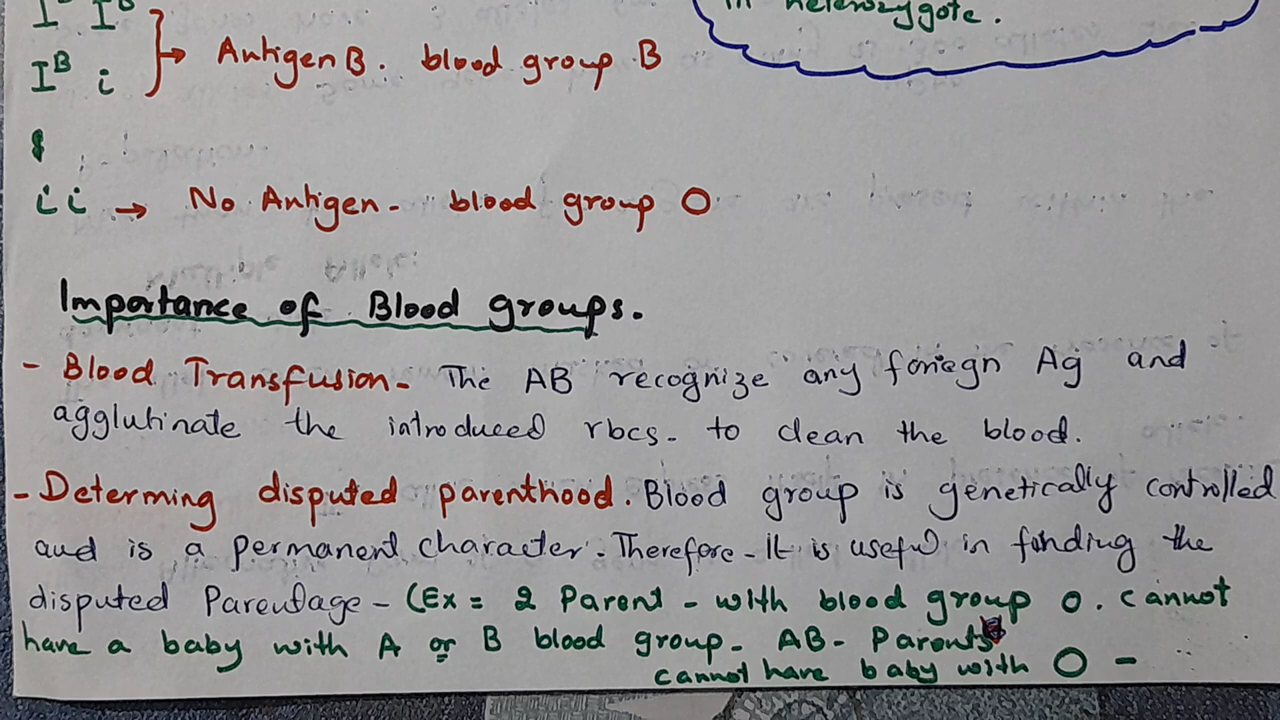 I I
in heterozygote.
Antigen B. blood group B
I^B i
ii → No Antigen - blood group O
Importance of Blood groups.
- Blood Transfusion - The AB recognize any foriegn Ag and
agglutinate the introduced rbcs - to clean the blood.
- Determing disputed parenthood. Blood group is genetically controlled
and is a permanent character. Therefore - It is useful in finding the
disputed Parentage - (Ex = 2 Parent - with blood group O. cannot
have a baby with A or B blood group - AB - Parents
cannot have baby with O -